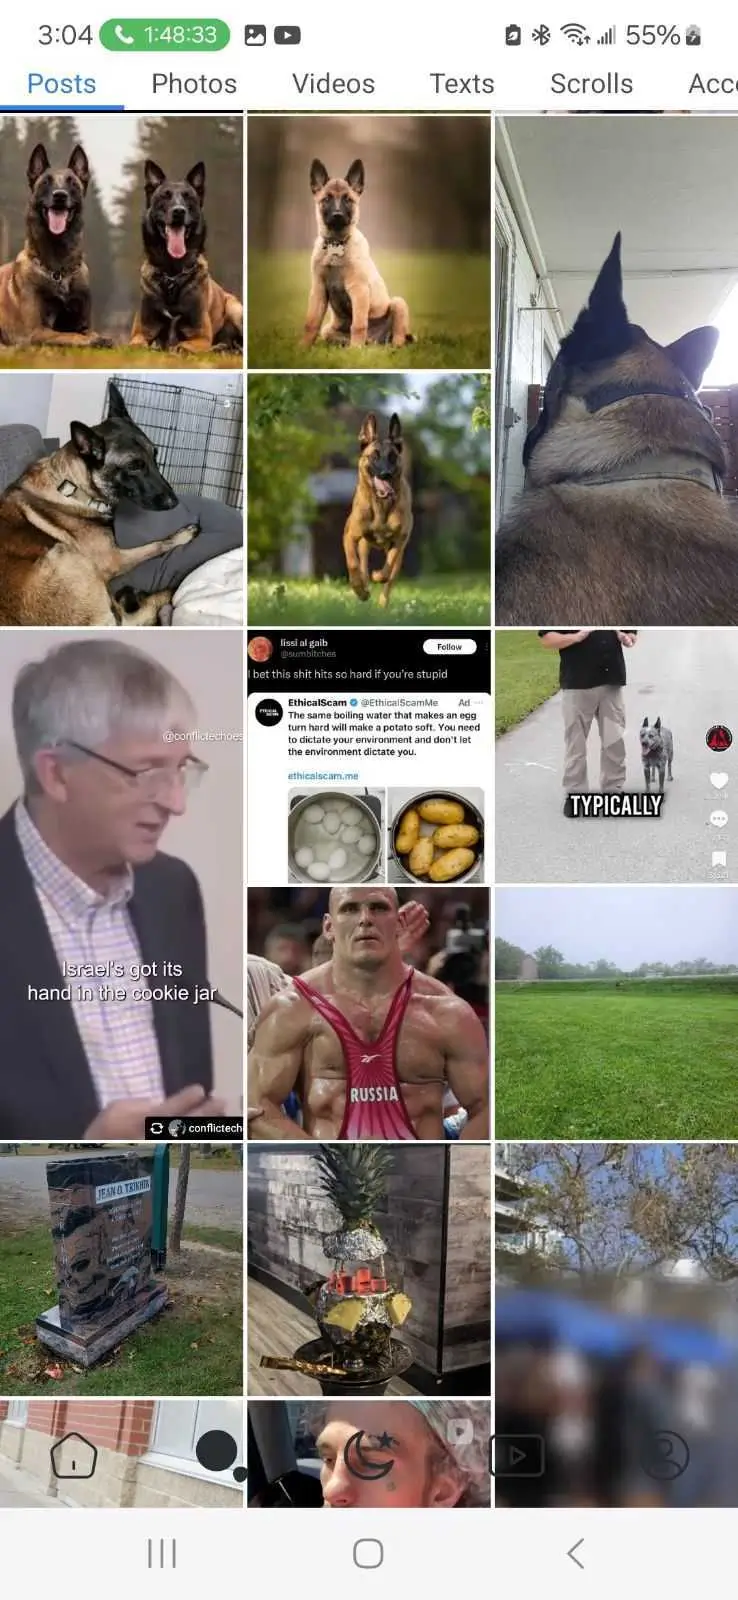 3:04 1:48:33 55%
Posts Photos Videos Texts Scrolls Acc
@conflictechoes
Israel's got its
hand in the cookie jar
conflictech
lissi al gaib
@sumbitches
Follow
I bet this shit hits so hard if you're stupid
EthicalScam @EthicalScamMe Ad
The same boiling water that makes an egg
turn hard will make a potato soft. You need
to dictate your environment and don't let
the environment dictate you.
ethicalscam.me
TYPICALLY
RUSSIA